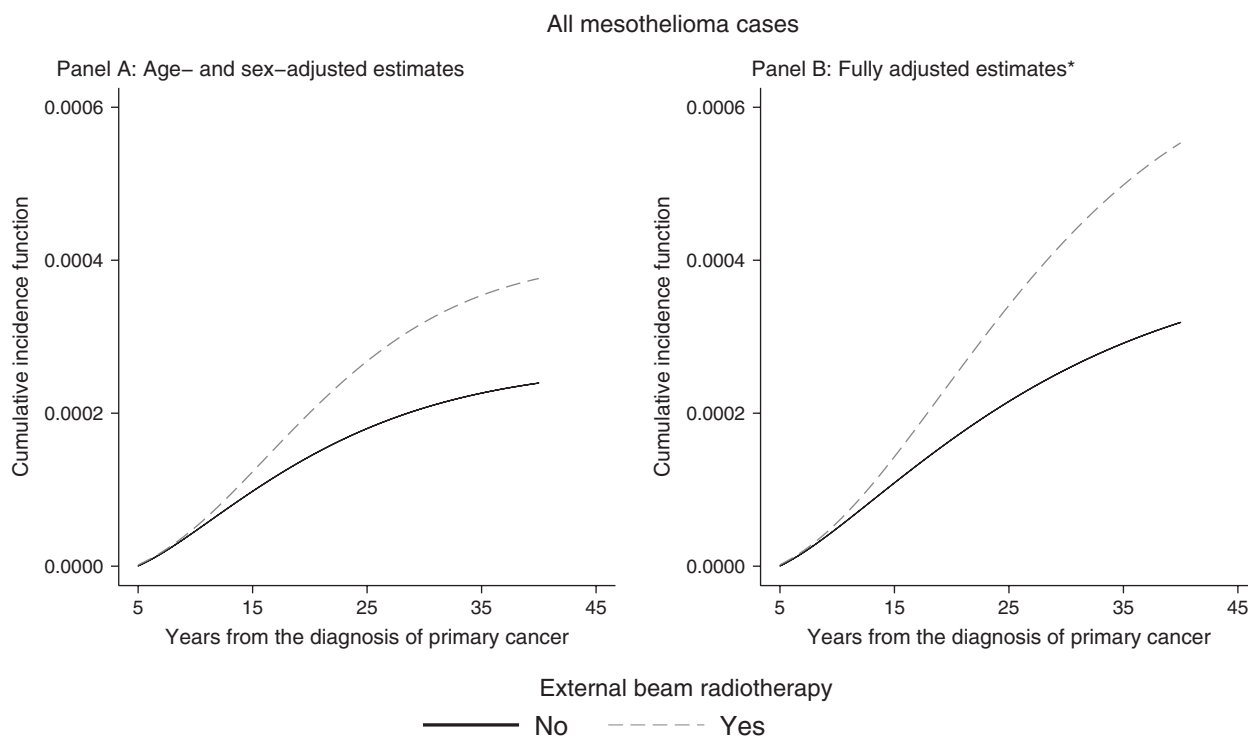 All mesothelioma cases
Panel A: Age− and sex−adjusted estimates
0.0006
0.0004
0.0002
0.0000
Cumulative incidence function
5 15 25 35 45
Years from the diagnosis of primary cancer
Panel B: Fully adjusted estimates*
0.0006
0.0004
0.0002
0.0000
Cumulative incidence function
5 15 25 35 45
Years from the diagnosis of primary cancer
External beam radiotherapy
No Yes